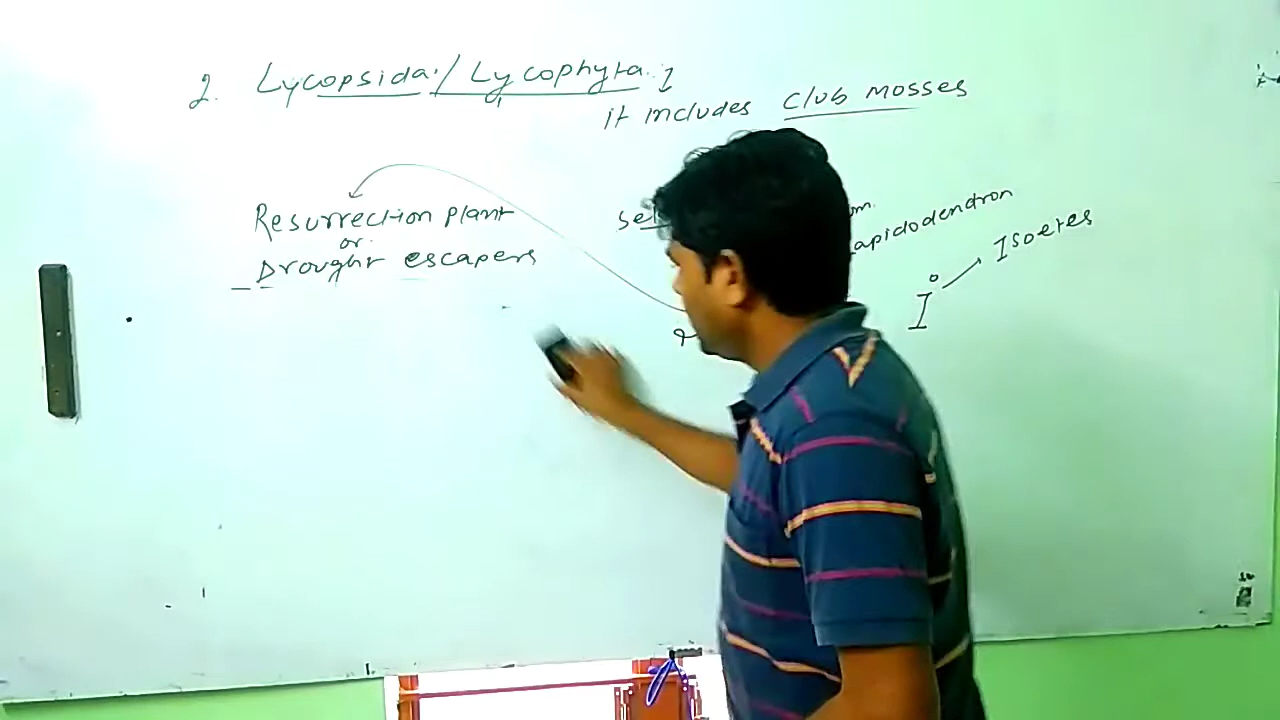 2. Lycopsida / Lycophyta
it includes club mosses
Resurrection plant
or
Drought escapers
Sel
apidodendron
I Isoetes